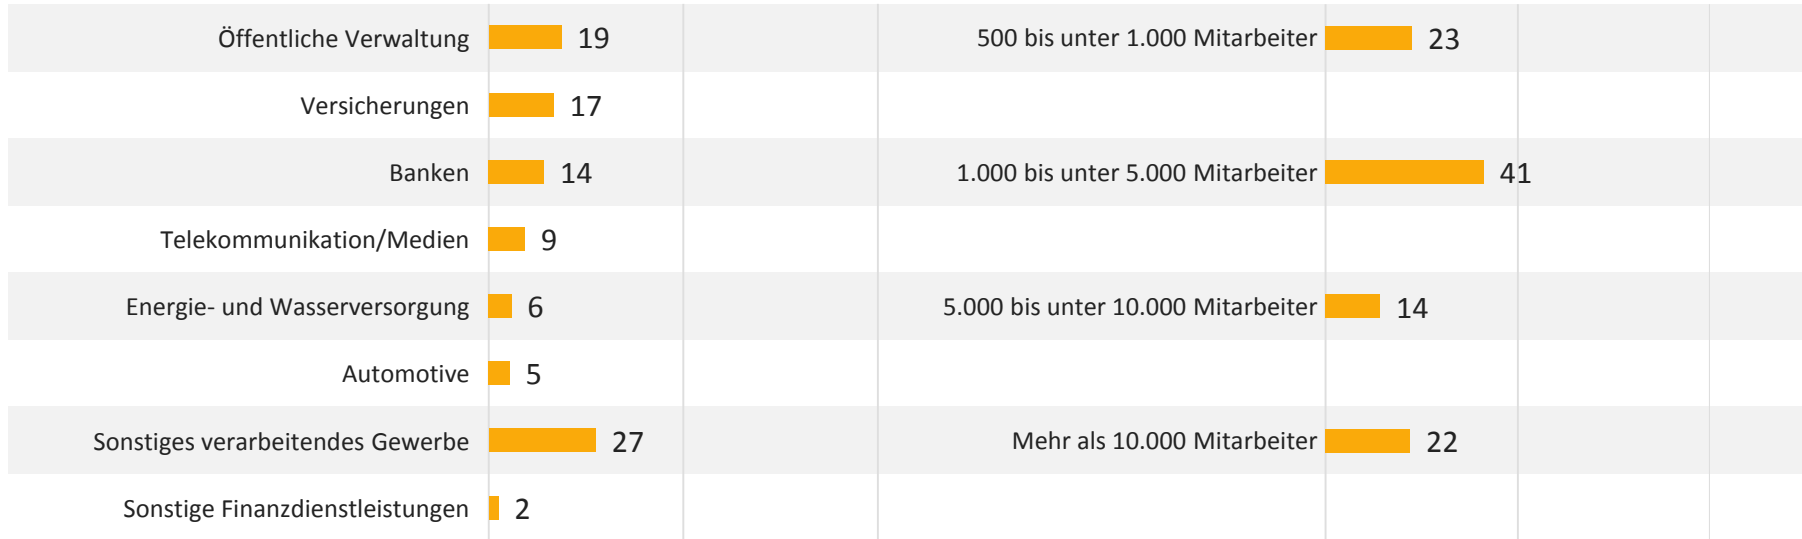 Öffentliche Verwaltung 19
Versicherungen 17
Banken 14
Telekommunikation/Medien 9
Energie- und Wasserversorgung 6
Automotive 5
Sonstiges verarbeitendes Gewerbe 27
Sonstige Finanzdienstleistungen 2
500 bis unter 1.000 Mitarbeiter 23
1.000 bis unter 5.000 Mitarbeiter 41
5.000 bis unter 10.000 Mitarbeiter 14
Mehr als 10.000 Mitarbeiter 22